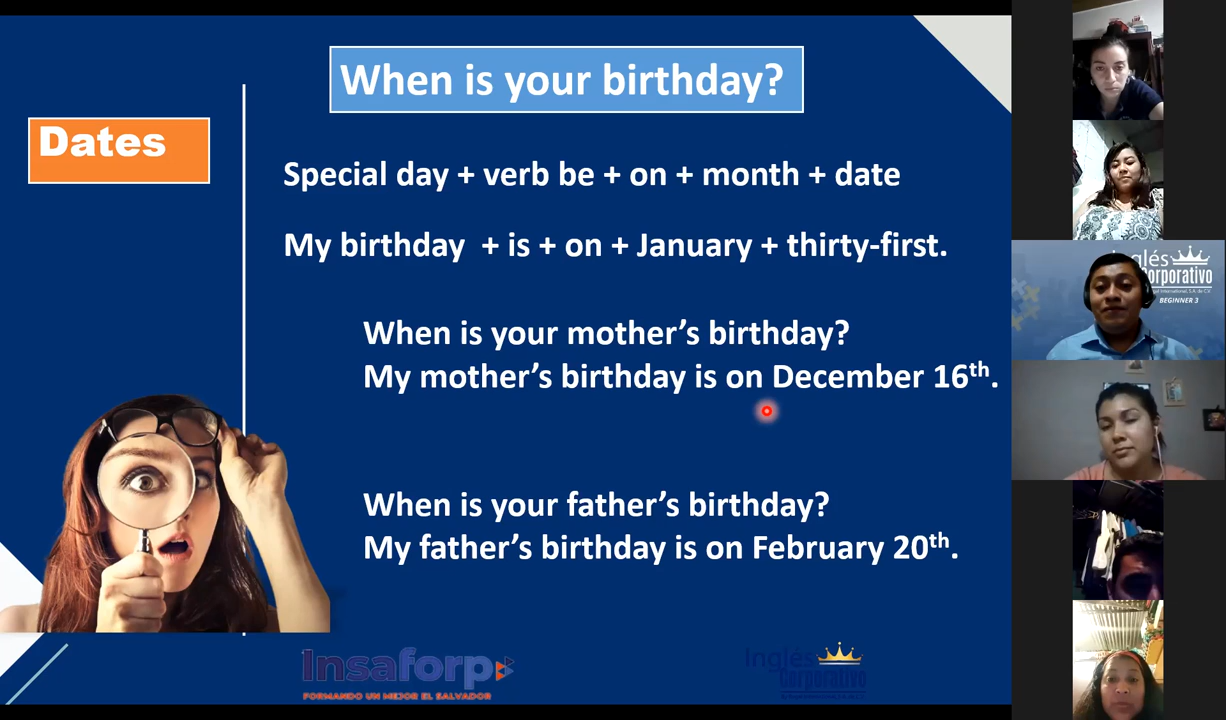 When is your birthday?
Dates
Special day + verb be + on + month + date
My birthday + is + on + January + thirty-first.
When is your mother’s birthday?
My mother’s birthday is on December 16th.
When is your father’s birthday?
My father’s birthday is on February 20th.
Insaforp
FORMANDO UN MEJOR EL SALVADOR
Inglés
Corporativo
glés
orporativo
BEGINNER 3